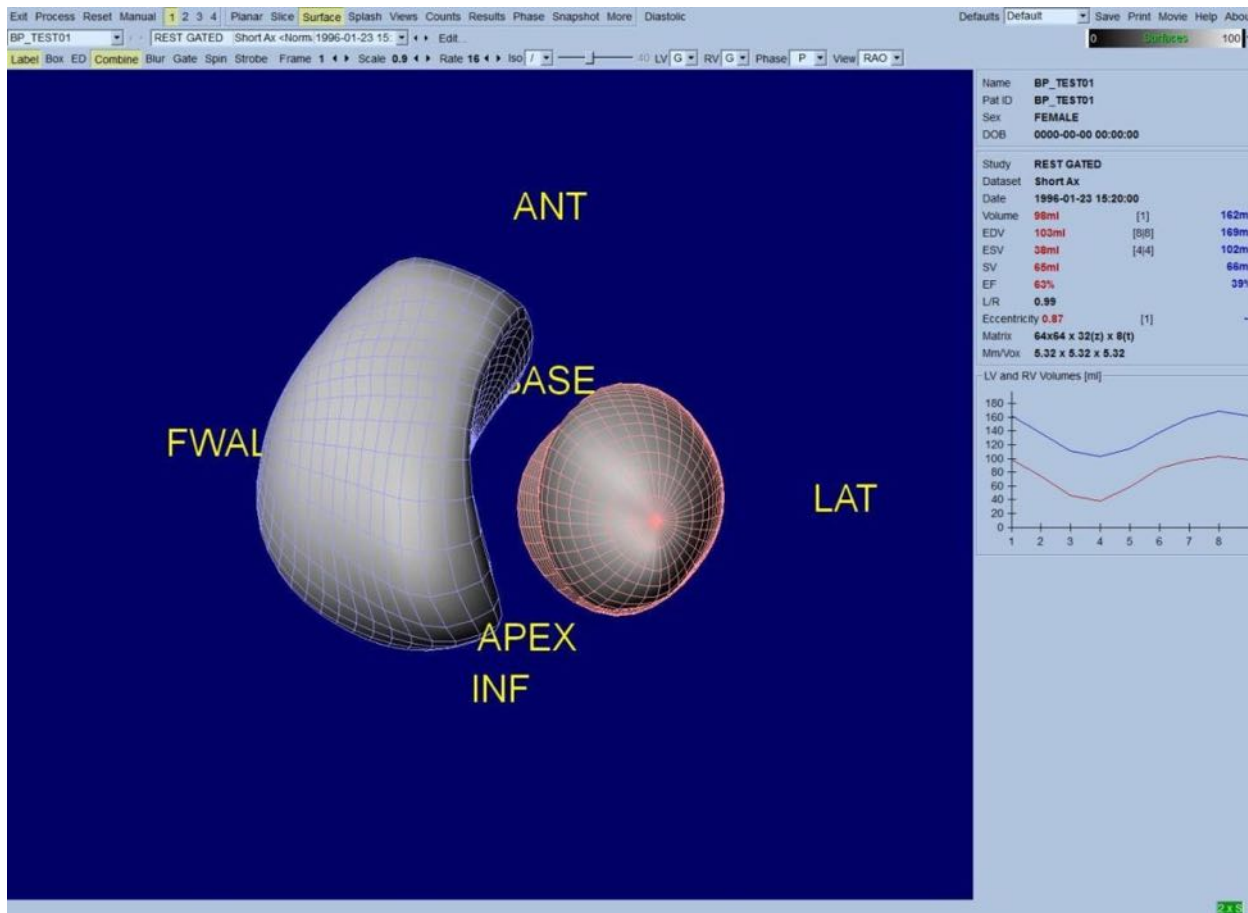 Exit Process Reset Manual 1 2 3 4 Planar Slice Surface Splash Views Counts Results Phase Snapshot More Diastolic Defaults Default Save Print Movie Help Abou
BP_TEST01 REST GATED Short Ax <Norm 1996-01-23 15: Edit... 0 Surfaces 100
Label Box ED Combine Blur Gate Spin Strobe Frame 1 Scale 0.9 Rate 16 Iso / 40 LV G RV G Phase P View RAO
Name BP_TEST01
Pat ID BP_TEST01
Sex FEMALE
DOB 0000-00-00 00:00:00
Study REST GATED
Dataset Short Ax
Date 1996-01-23 15:20:00
Volume 98ml [1] 162m
EDV 103ml [8|8] 169m
ESV 38ml [4|4] 102m
SV 65ml 66m
EF 63% 39%
L/R 0.99
Eccentricity 0.87 [1] -
Matrix 64x64 x 32(z) x 8(t)
Mm/Vox 5.32 x 5.32 x 5.32
LV and RV Volumes [ml]
180
160
140
120
100
80
60
40
20
0
1 2 3 4 5 6 7 8
ANT
BASE
FWAL
LAT
APEX
INF
2 x S